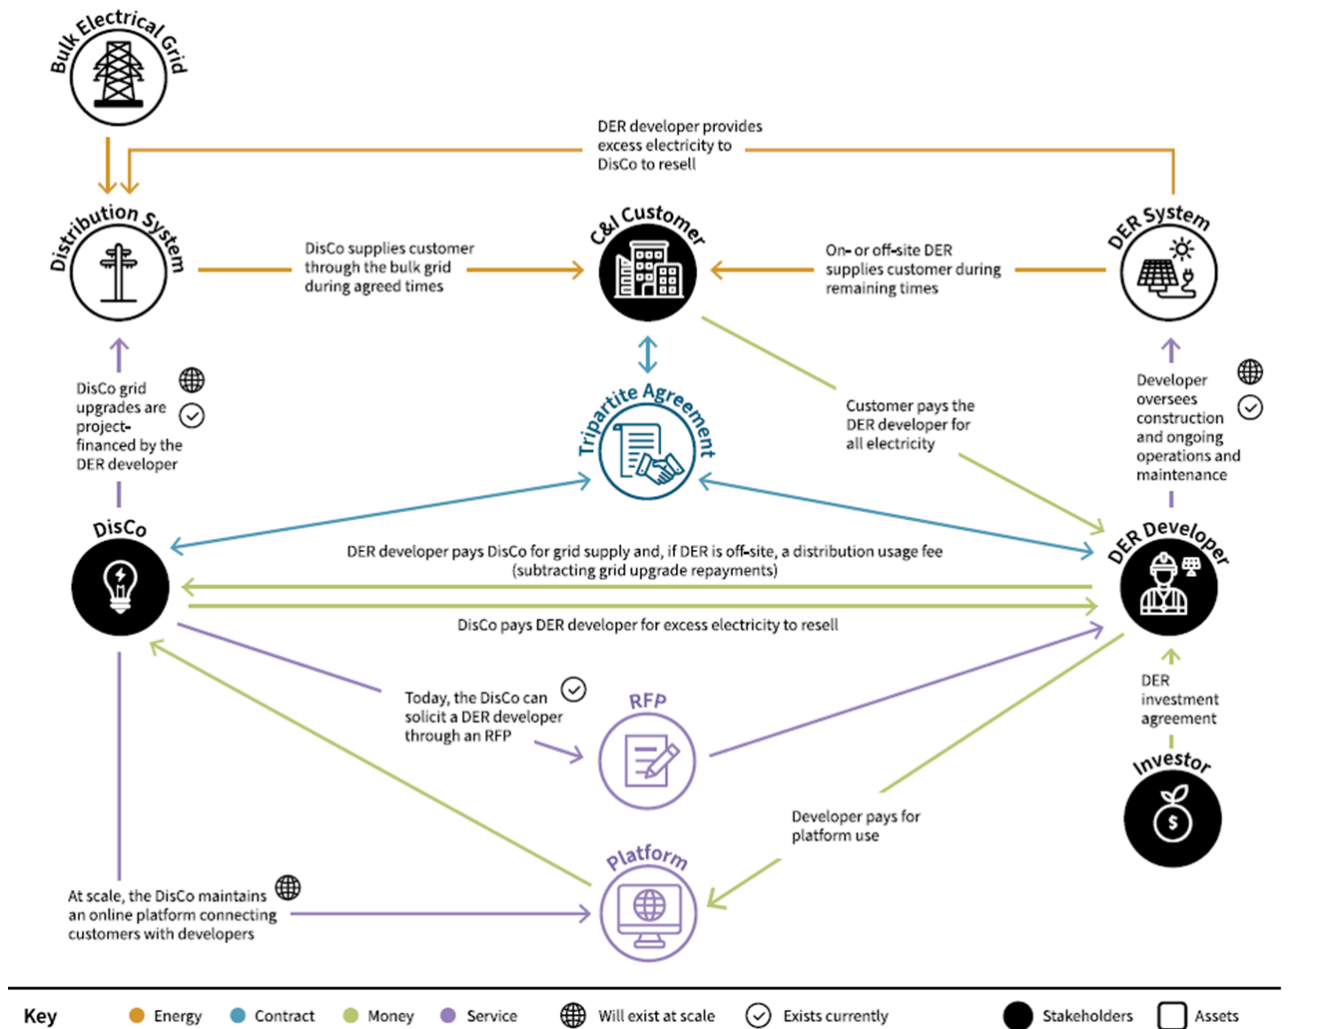 Bulk Electrical Grid
DER developer provides
excess electricity to
DisCo to resell
Distribution System
C&I Customer
DER System
DisCo supplies customer
through the bulk grid
during agreed times
On- or off-site DER
supplies customer during
remaining times
DisCo grid
upgrades are
project-
financed by the
DER developer
Tripartite Agreement
Customer pays the
DER developer for
all electricity
Developer
oversees
construction
and ongoing
operations and
maintenance
DisCo
DER Developer
DER developer pays DisCo for grid supply and, if DER is off-site, a distribution usage fee
(subtracting grid upgrade repayments)
DisCo pays DER developer for excess electricity to resell
Today, the DisCo can
solicit a DER developer
through an RFP
RFP
DER
investment
agreement
Investor
$
Developer pays for
platform use
Platform
At scale, the DisCo maintains
an online platform connecting
customers with developers
Key
Energy
Contract
Money
Service
Will exist at scale
Exists currently
Stakeholders
Assets